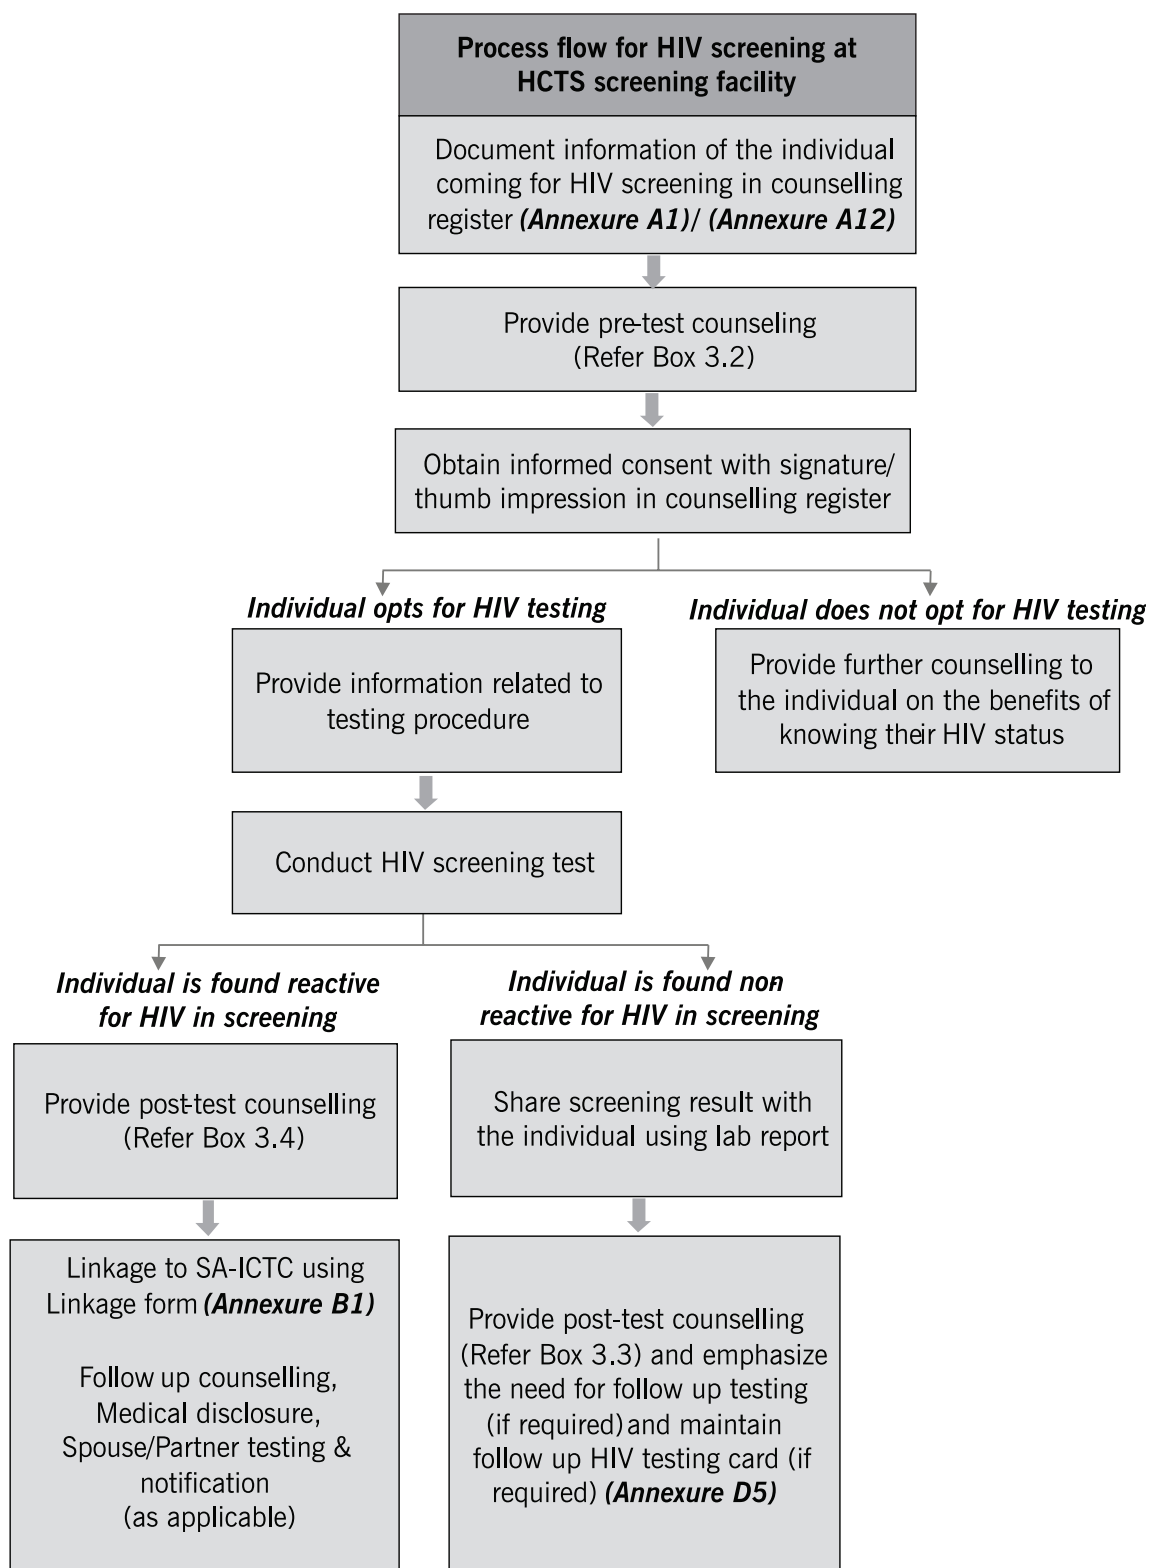 Process flow for HIV screening at
HCTS screening facility
Document information of the individual
coming for HIV screening in counselling
register (Annexure A1)/ (Annexure A12)
Provide pre-test counseling
(Refer Box 3.2)
Obtain informed consent with signature/
thumb impression in counselling register
Individual opts for HIV testing
Individual does not opt for HIV testing
Provide information related to
testing procedure
Provide further counselling to
the individual on the benefits of
knowing their HIV status
Conduct HIV screening test
Individual is found reactive
for HIV in screening
Individual is found non
reactive for HIV in screening
Provide post-test counselling
(Refer Box 3.4)
Share screening result with
the individual using lab report
Linkage to SA-ICTC using
Linkage form (Annexure B1)
Follow up counselling,
Medical disclosure,
Spouse/Partner testing &
notification
(as applicable)
Provide post-test counselling
(Refer Box 3.3) and emphasize
the need for follow up testing
(if required) and maintain
follow up HIV testing card (if
required) (Annexure D5)